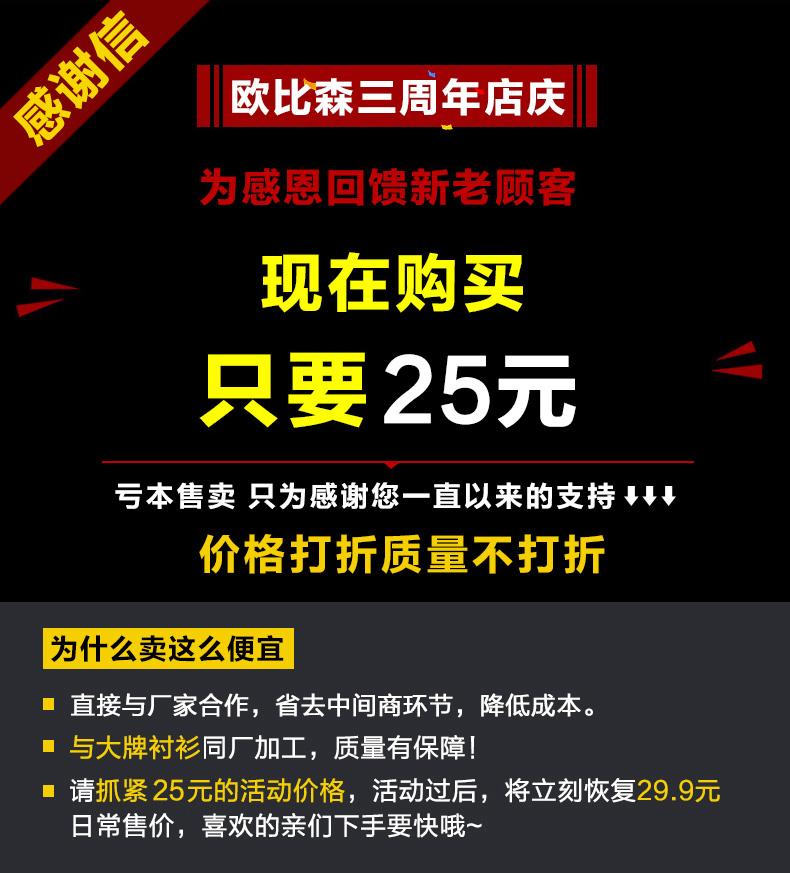 感谢信
欧比森三周年店庆
为感恩回馈新老顾客
现在购买
只要25元
亏本售卖 只为感谢您一直以来的支持⬇⬇⬇
价格打折质量不打折
为什么卖这么便宜
直接与厂家合作，省去中间商环节，降低成本。
与大牌衬衫同厂加工，质量有保障！
请抓紧25元的活动价格，活动过后，将立刻恢复29.9元
日常售价，喜欢的亲们下手要快哦~